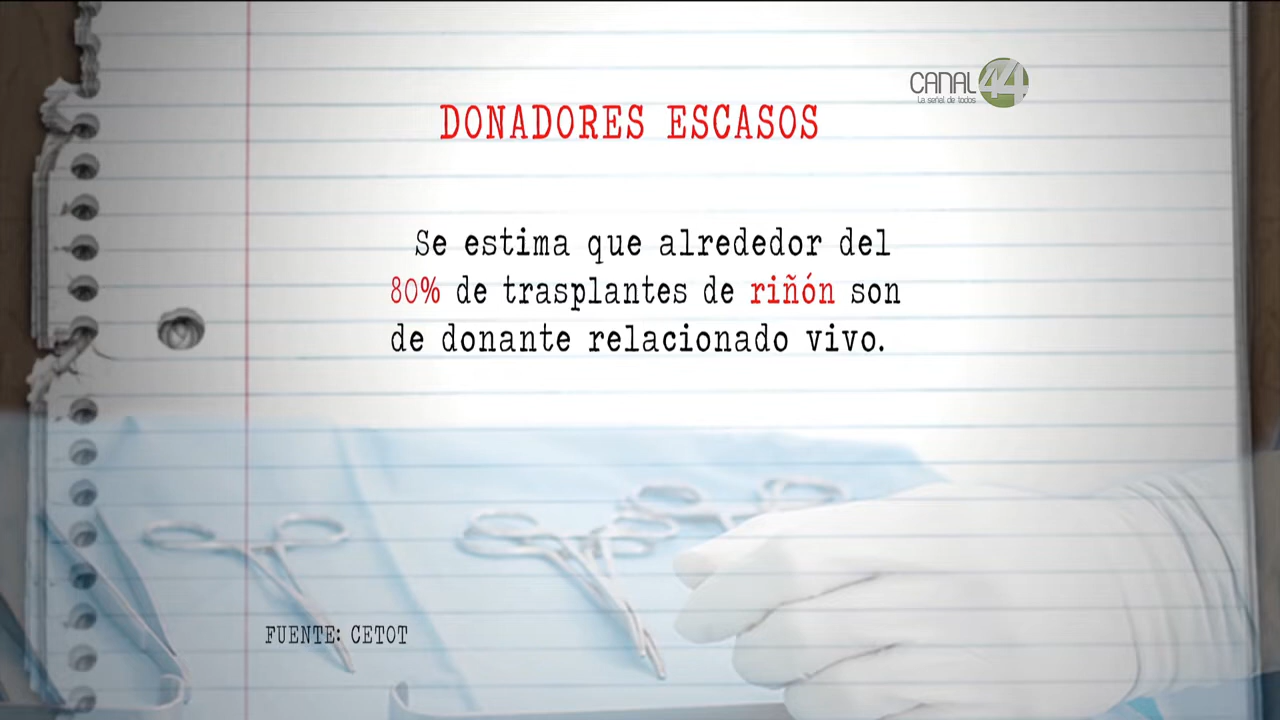 CANAL 44
La señal de todos
DONADORES ESCASOS
Se estima que alrededor del
80% de trasplantes de riñón son
de donante relacionado vivo.
FUENTE: CETOT